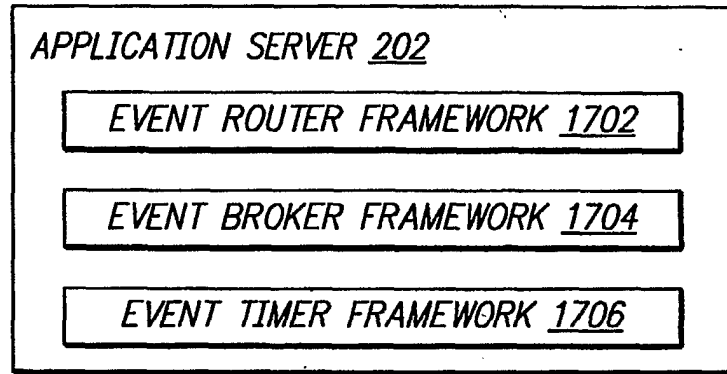 APPLICATION SERVER 202
EVENT ROUTER FRAMEWORK 1702
EVENT BROKER FRAMEWORK 1704
EVENT TIMER FRAMEWORK 1706